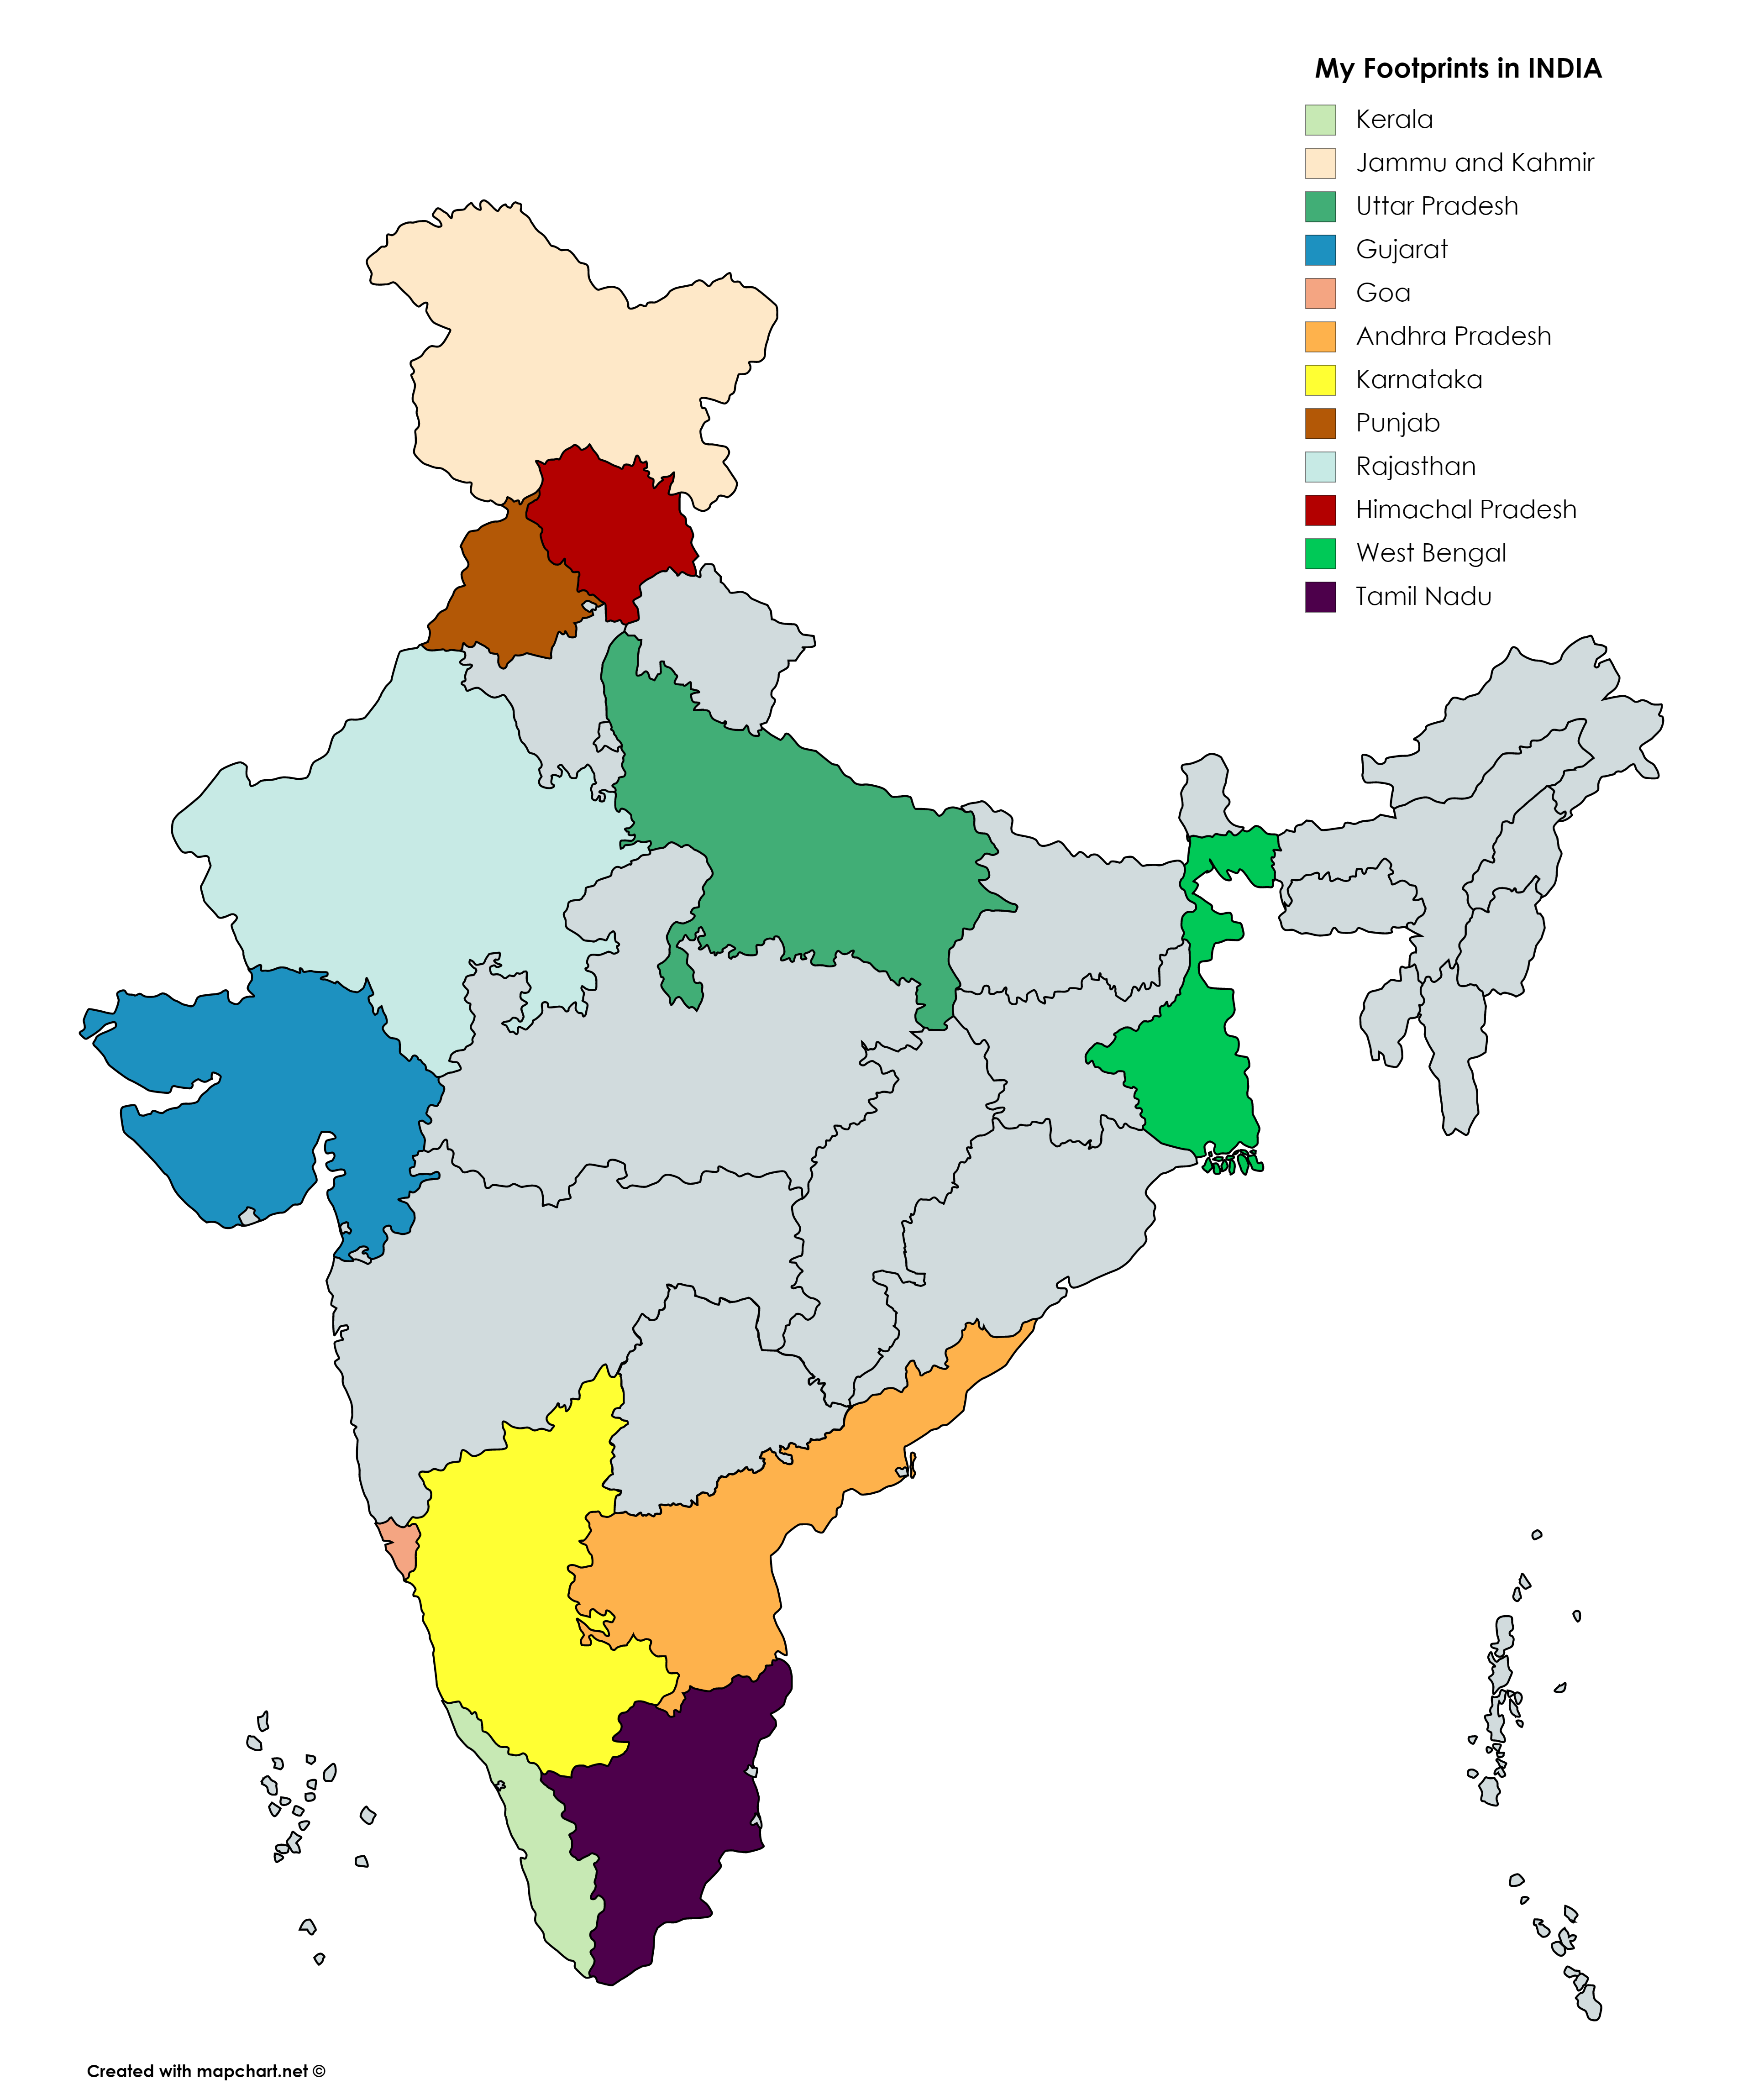 My Footprints in INDIA
Kerala
Jammu and Kahmir
Uttar Pradesh
Gujarat
Goa
Andhra Pradesh
Karnataka
Punjab
Rajasthan
Himachal Pradesh
West Bengal
Tamil Nadu
Created with mapchart.net ©